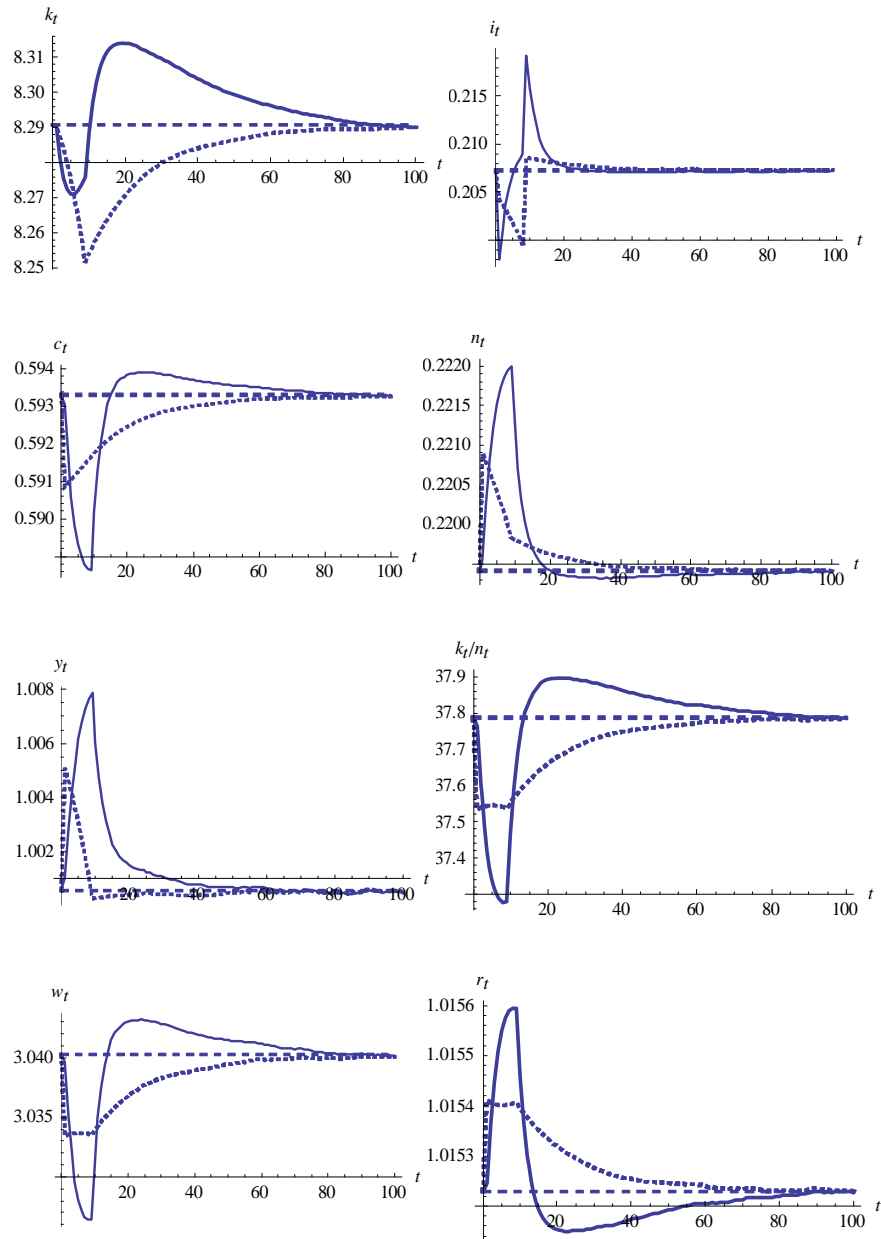 k_t
8.31
8.30
8.29
8.27
8.26
8.25
20 40 60 80 100 t
i_t
0.215
0.210
0.205
20 40 60 80 100 t
c_t
0.594
0.593
0.592
0.591
0.590
20 40 60 80 100 t
n_t
0.2220
0.2215
0.2210
0.2205
0.2200
20 40 60 80 100 t
y_t
1.008
1.006
1.004
1.002
20 40 60 80 100 t
k_t/n_t
37.9
37.8
37.7
37.6
37.5
37.4
20 40 60 80 100 t
w_t
3.040
3.035
20 40 60 80 100 t
r_t
1.0156
1.0155
1.0154
1.0153
20 40 60 80 100 t